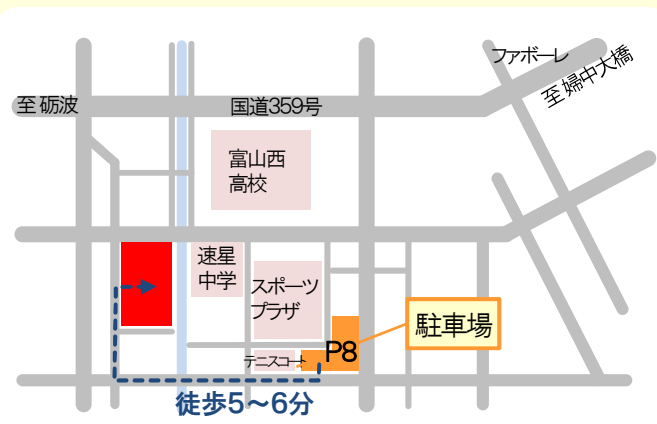 ファボーレ
至 婦中大橋
至 砺波
国道359号
富山西
高校
速星
中学
スポーツ
プラザ
駐車場
P8
テニスコート
徒歩5～6分